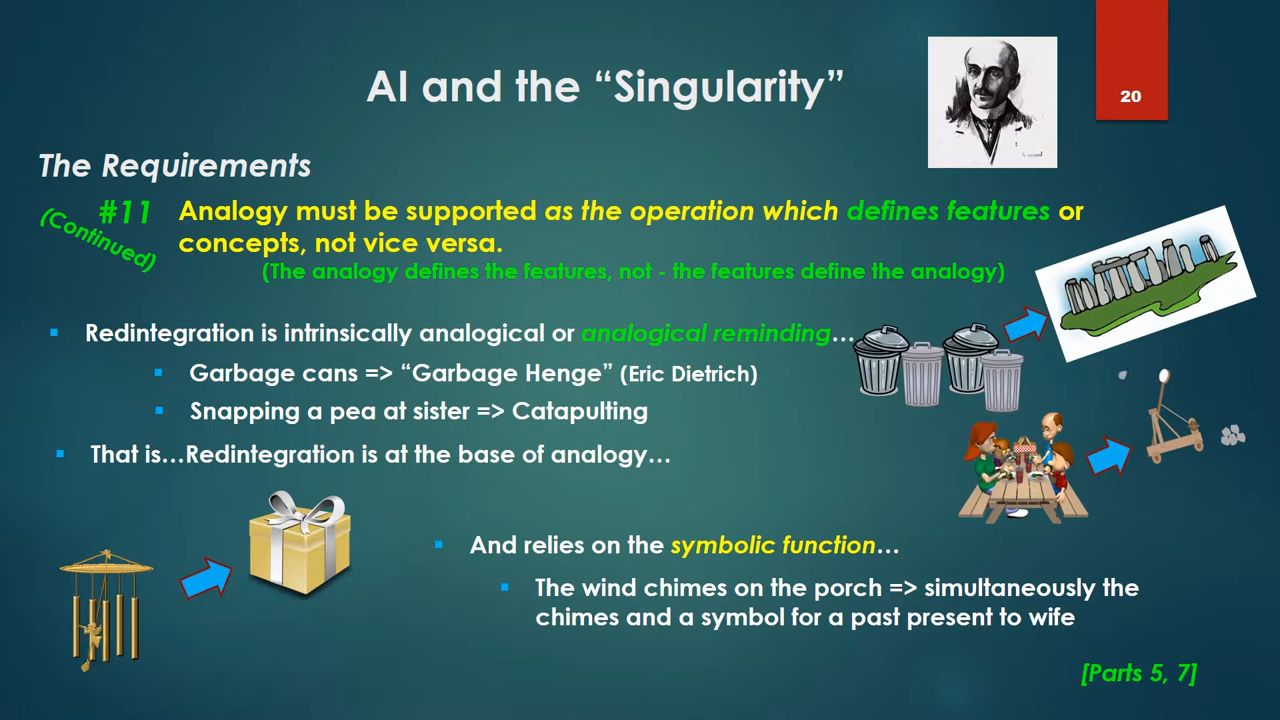 AI and the “Singularity”
20
The Requirements
(Continued)
#11 Analogy must be supported as the operation which defines features or
concepts, not vice versa.
(The analogy defines the features, not - the features define the analogy)
▪ Redintegration is intrinsically analogical or analogical reminding…
▪ Garbage cans => “Garbage Henge” (Eric Dietrich)
▪ Snapping a pea at sister => Catapulting
▪ That is…Redintegration is at the base of analogy…
▪ And relies on the symbolic function…
▪ The wind chimes on the porch => simultaneously the
chimes and a symbol for a past present to wife
[Parts 5, 7]